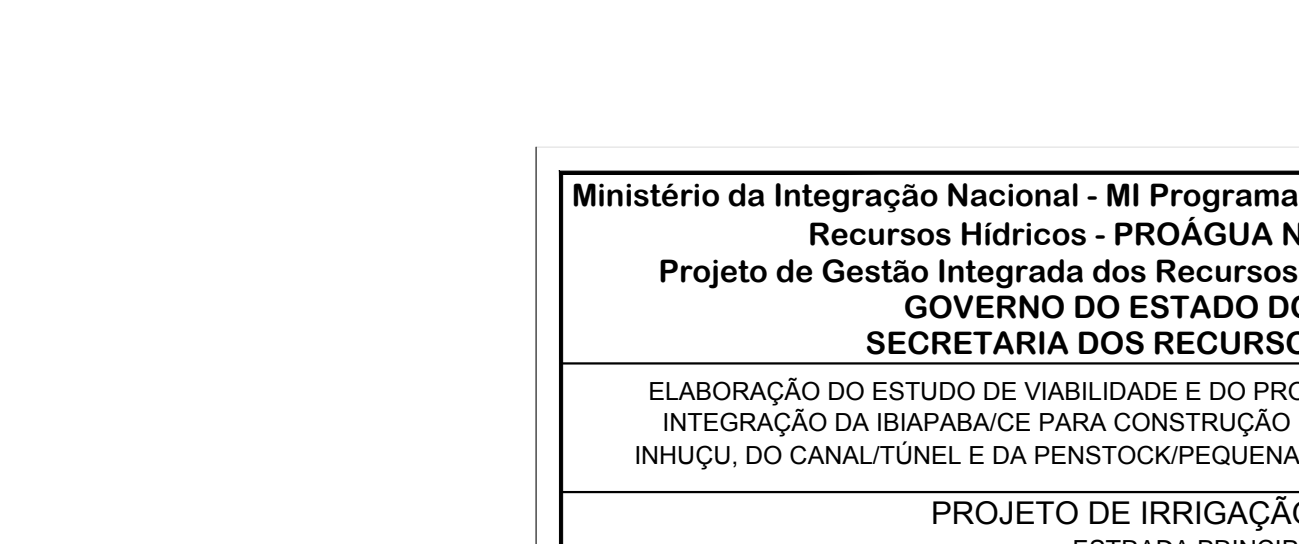 Ministério da Integração Nacional - MI Programa
Recursos Hídricos - PROÁGUA N
Projeto de Gestão Integrada dos Recursos
GOVERNO DO ESTADO DO
SECRETARIA DOS RECURSO
ELABORAÇÃO DO ESTUDO DE VIABILIDADE E DO PRO
INTEGRAÇÃO DA IBIAPABA/CE PARA CONSTRUÇÃO
INHUÇU, DO CANAL/TÚNEL E DA PENSTOCK/PEQUENA
PROJETO DE IRRIGAÇÃO
ESTRADA PRINCIP